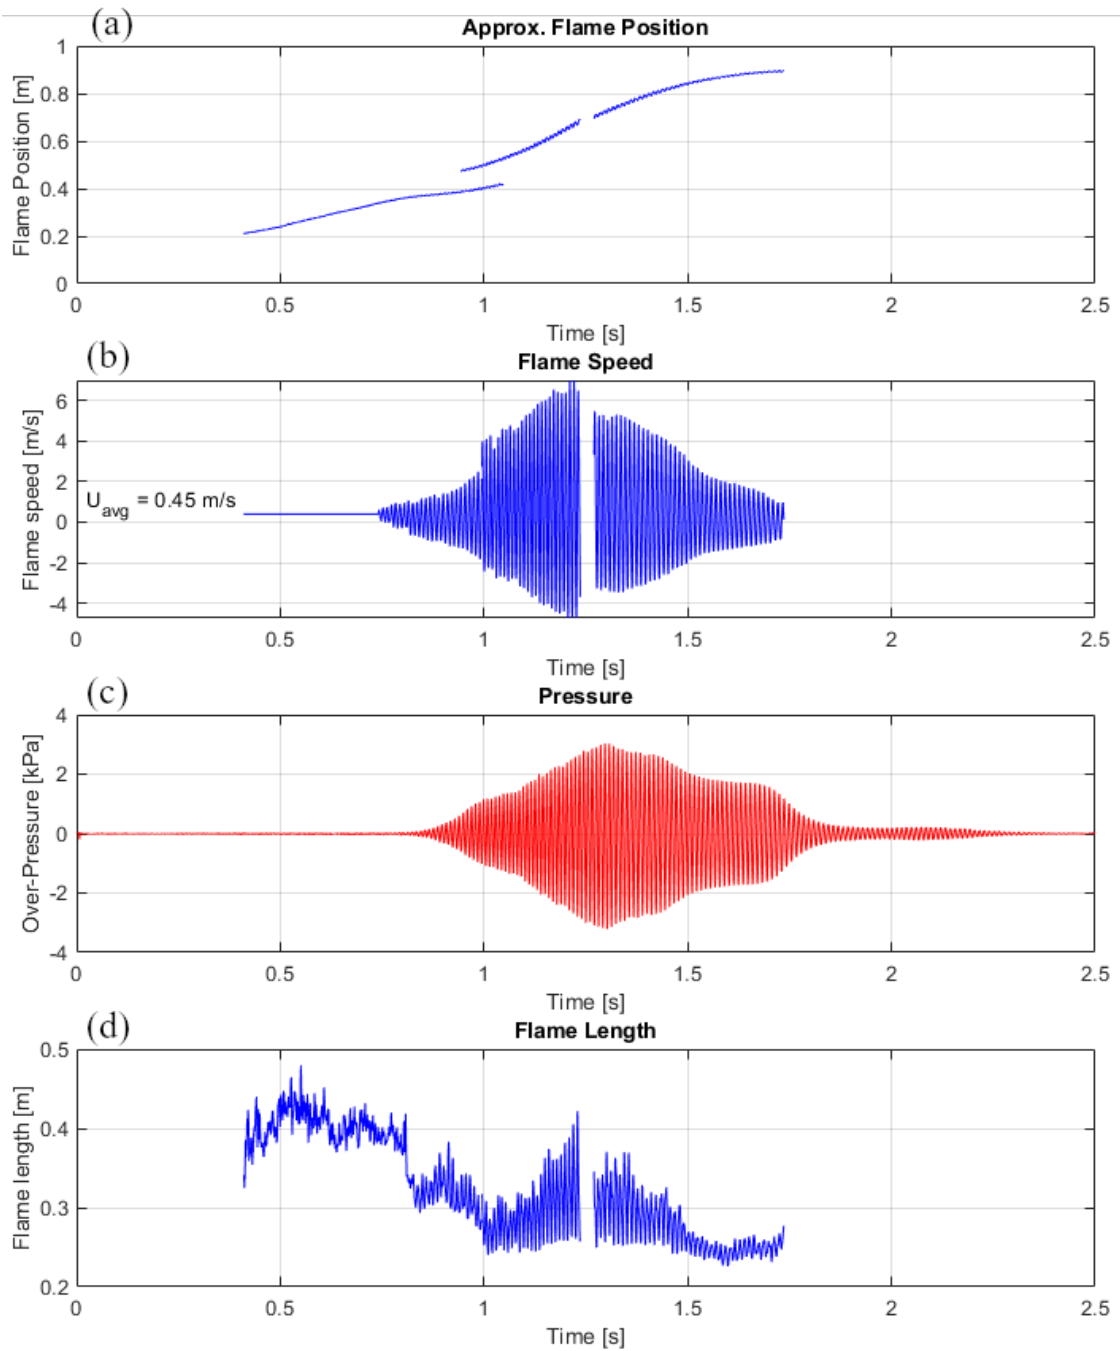 (a)
Approx. Flame Position
Flame Position [m]
1
0.8
0.6
0.4
0.2
0
0 0.5 1 1.5 2 2.5
Time [s]
(b)
Flame Speed
Flame speed [m/s]
6
4
2
0
-2
-4
U_avg = 0.45 m/s
0 0.5 1 1.5 2 2.5
Time [s]
(c)
Pressure
Over-Pressure [kPa]
4
2
0
-2
-4
0 0.5 1 1.5 2 2.5
Time [s]
(d)
Flame Length
Flame length [m]
0.5
0.4
0.3
0.2
0 0.5 1 1.5 2 2.5
Time [s]